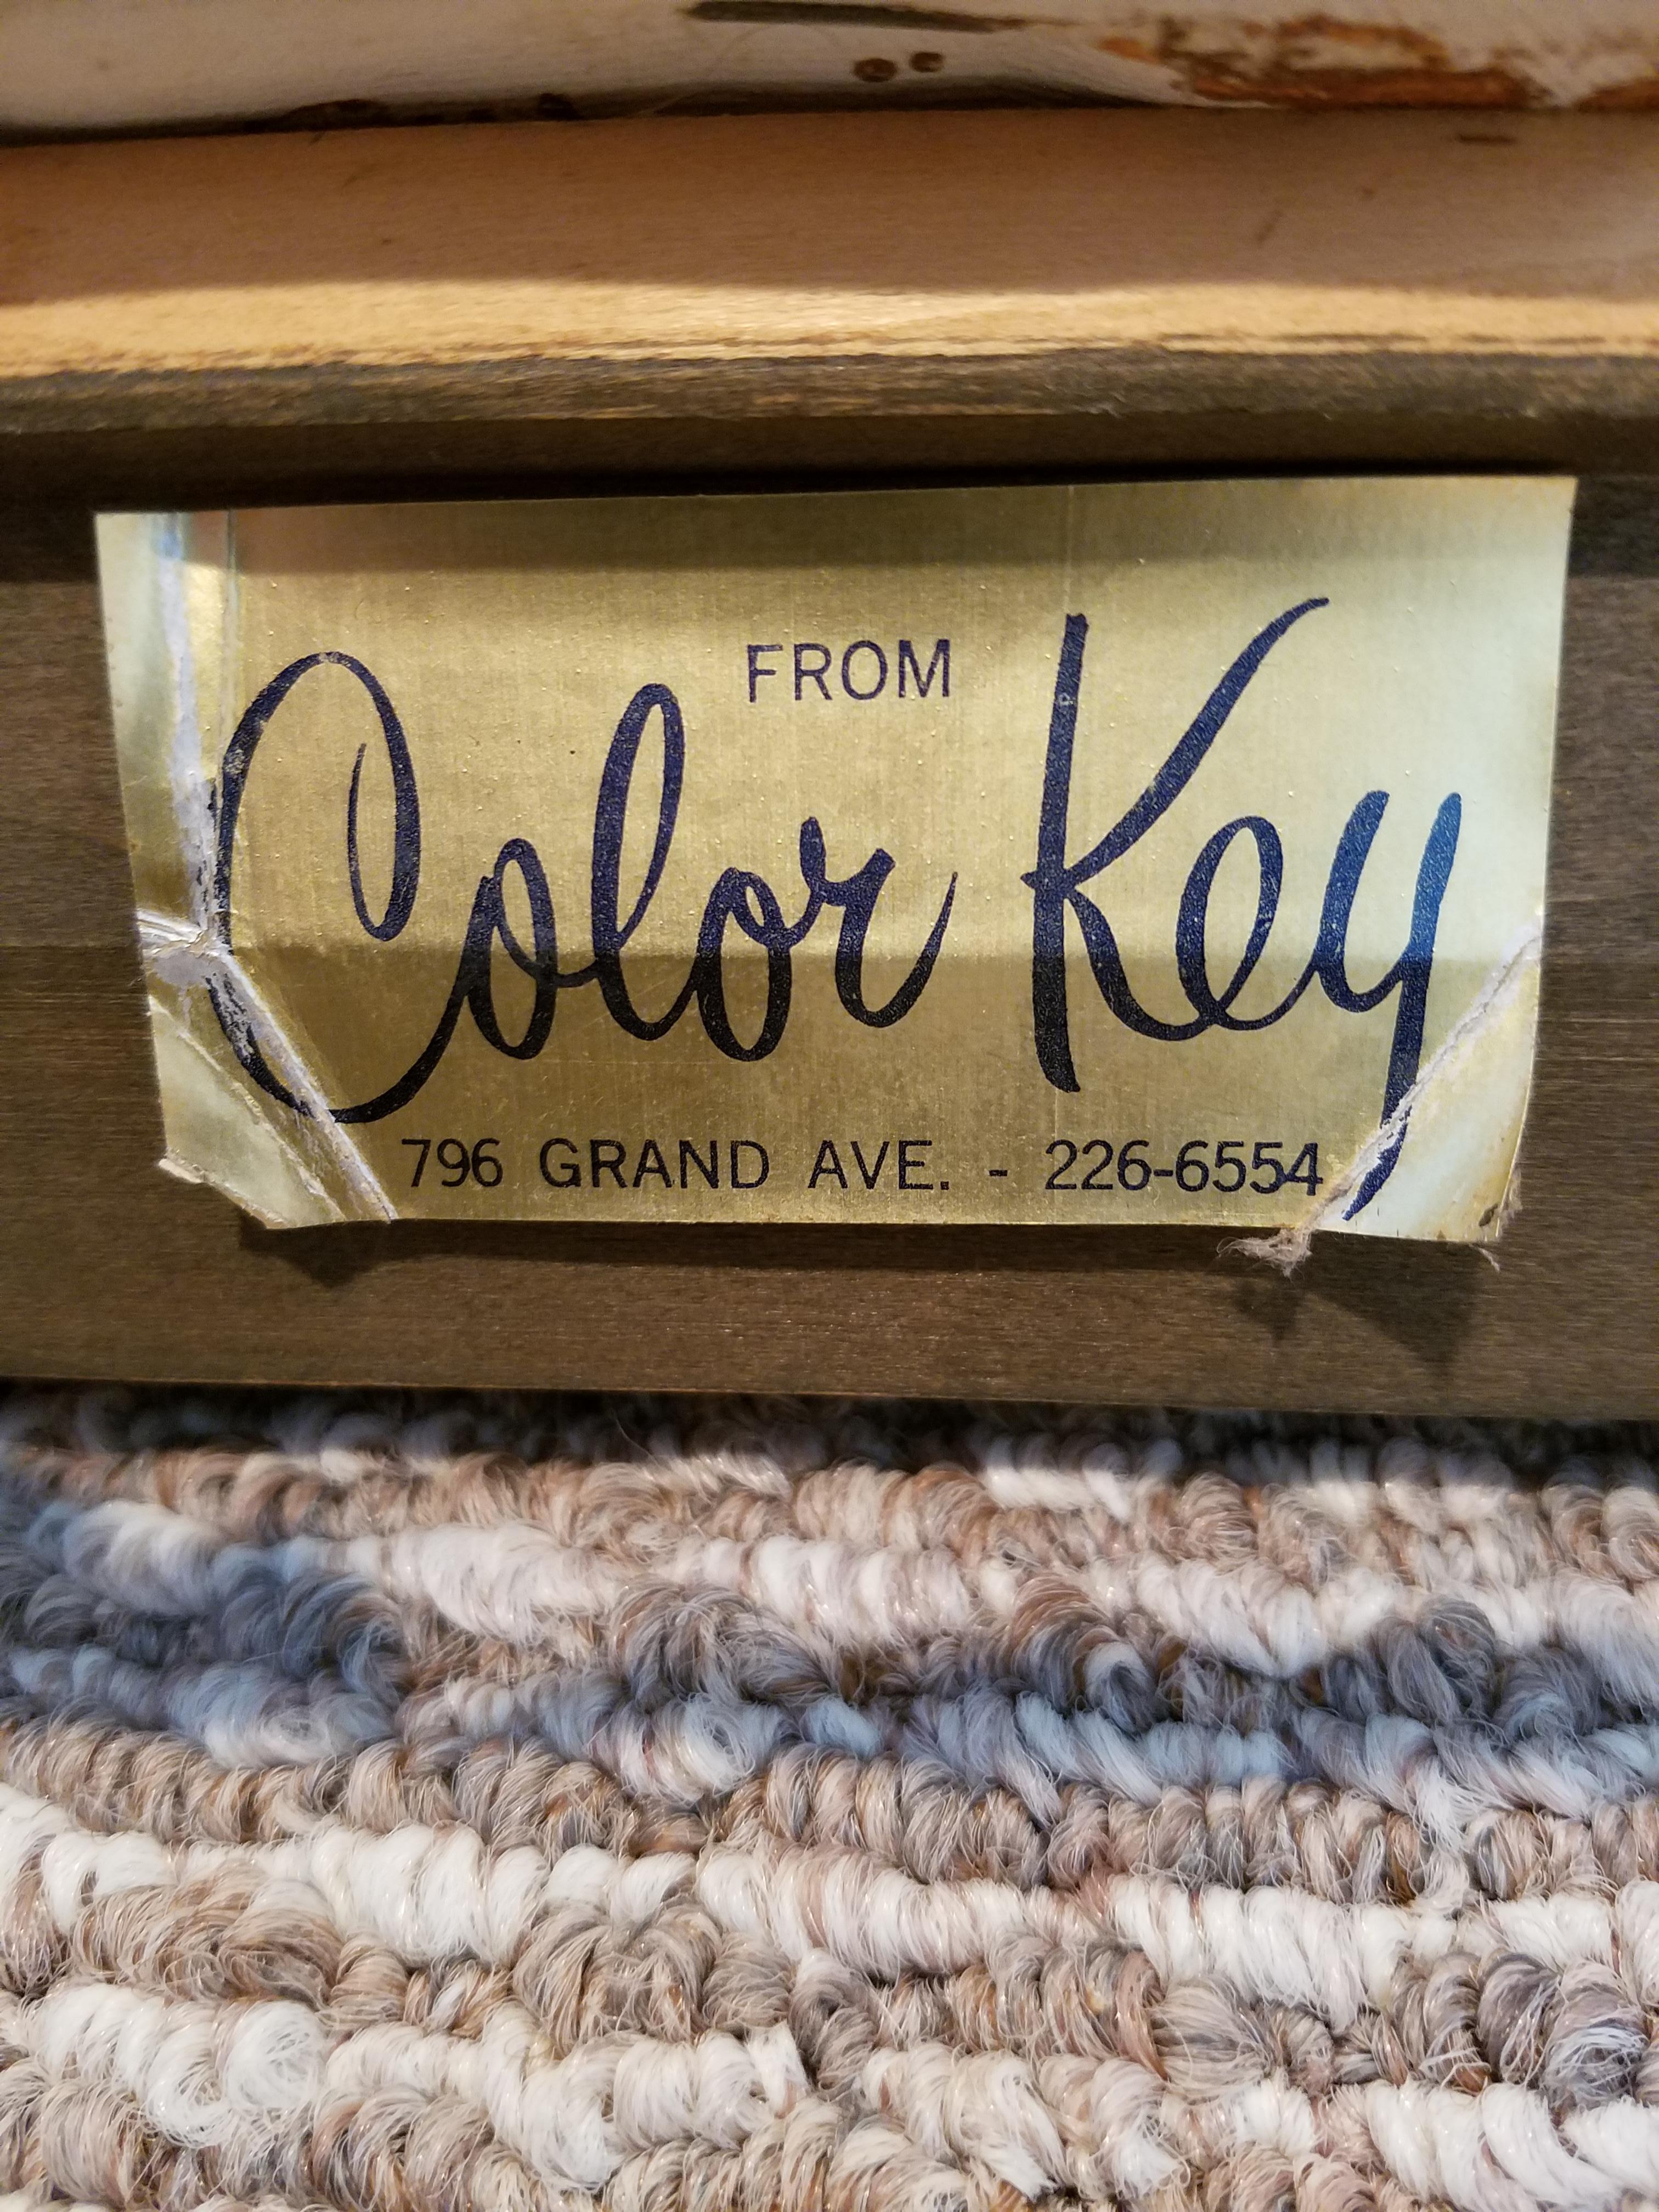 FROM
Color Key
796 GRAND AVE. - 226-6554